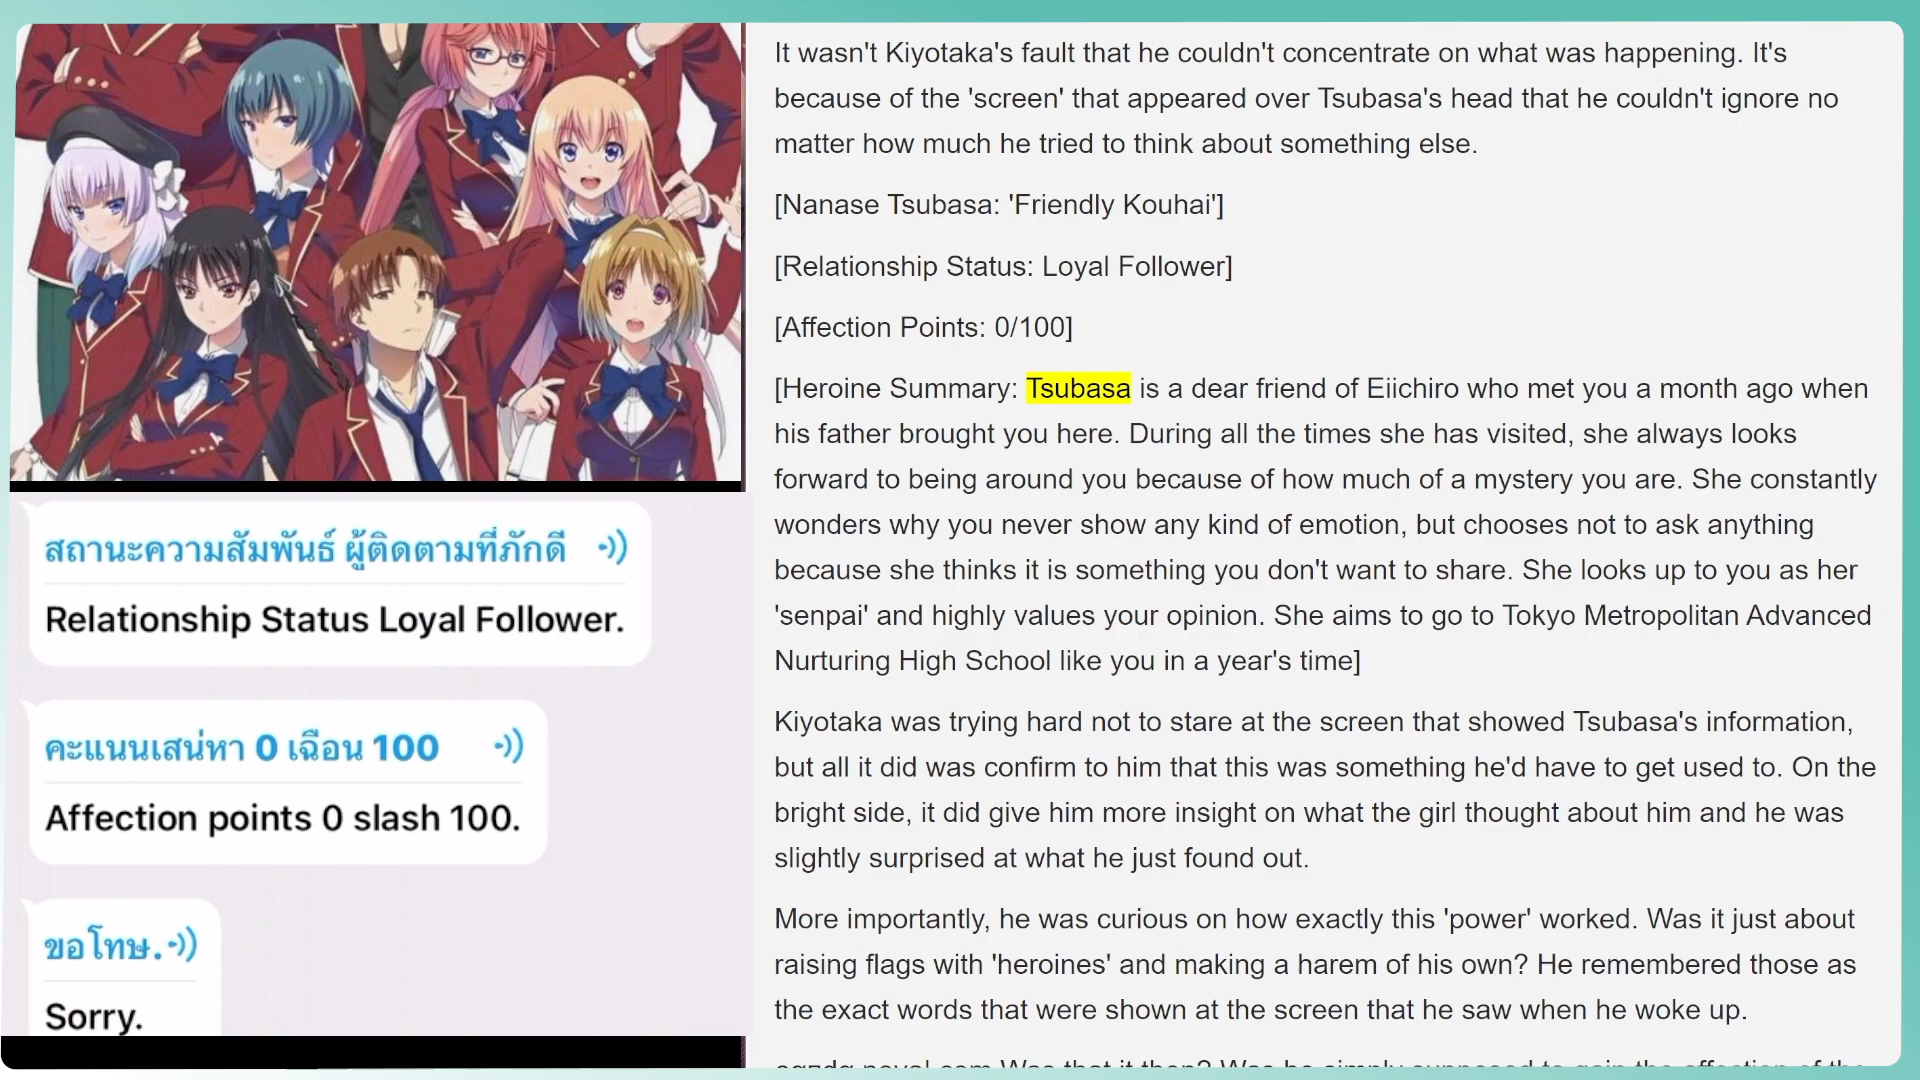 สถานะความสัมพันธ์ ผู้ติดตามที่ภักดี
Relationship Status Loyal Follower.
คะแนนเสน่หา 0 เฉือน 100
Affection points 0 slash 100.
ขอโทษ.
Sorry.
It wasn't Kiyotaka's fault that he couldn't concentrate on what was happening. It's
because of the 'screen' that appeared over Tsubasa's head that he couldn't ignore no
matter how much he tried to think about something else.
[Nanase Tsubasa: 'Friendly Kouhai']
[Relationship Status: Loyal Follower]
[Affection Points: 0/100]
[Heroine Summary: Tsubasa is a dear friend of Eiichiro who met you a month ago when
his father brought you here. During all the times she has visited, she always looks
forward to being around you because of how much of a mystery you are. She constantly
wonders why you never show any kind of emotion, but chooses not to ask anything
because she thinks it is something you don't want to share. She looks up to you as her
'senpai' and highly values your opinion. She aims to go to Tokyo Metropolitan Advanced
Nurturing High School like you in a year's time]
Kiyotaka was trying hard not to stare at the screen that showed Tsubasa's information,
but all it did was confirm to him that this was something he'd have to get used to. On the
bright side, it did give him more insight on what the girl thought about him and he was
slightly surprised at what he just found out.
More importantly, he was curious on how exactly this 'power' worked. Was it just about
raising flags with 'heroines' and making a harem of his own? He remembered those as
the exact words that were shown at the screen that he saw when he woke up.
Was that it then? Was he simply supposed to gain the affection of the